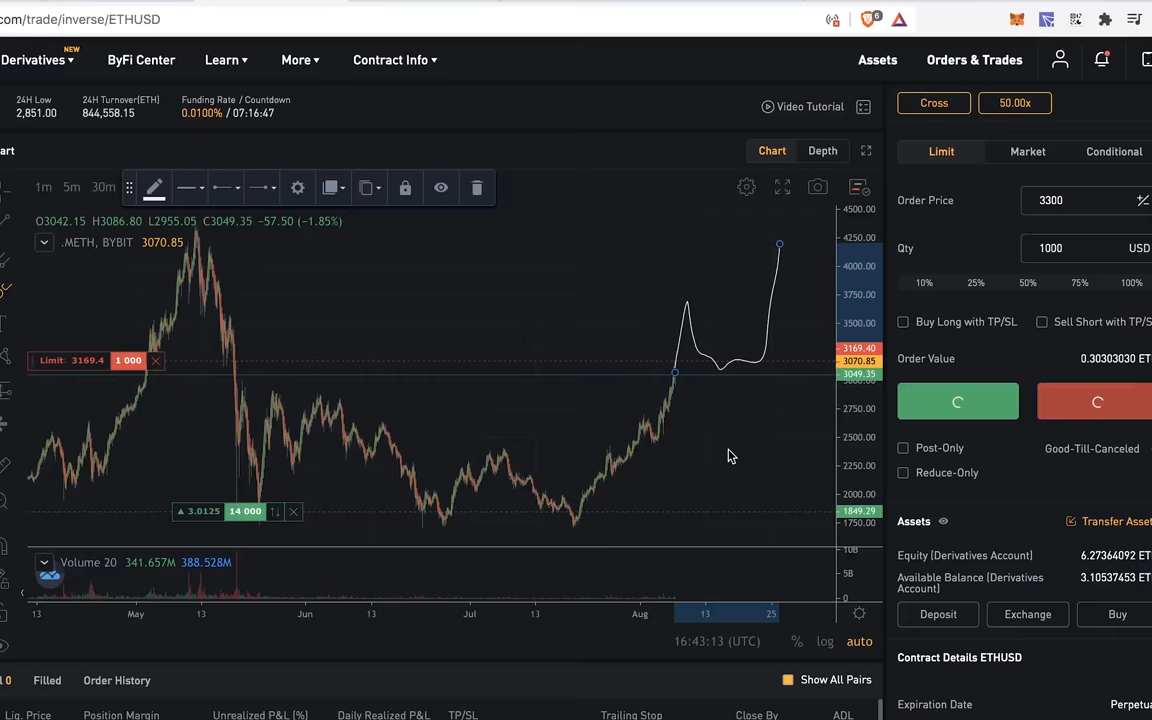 com/trade/inverse/ETHUSD
6
Derivatives
NEW
ByFi Center
Learn
More
Contract Info
Assets
Orders & Trades
24H Low
2,851.00
24H Turnover(ETH)
844,558.15
Funding Rate / Countdown
0.0100% / 07:16:47
Video Tutorial
Cross
50.00x
art
Chart
Depth
Limit
Market
Conditional
1m 5m 30m
O3042.15 H3086.80 L2955.05 C3049.35 −57.50 (−1.85%)
.METH, BYBIT 3070.85
Order Price
3300
Qty
1000
USD
10% 25% 50% 75% 100%
Buy Long with TP/SL
Sell Short with TP/S
Order Value
0.30303030 ET
Limit: 3169.4 1 000
▲ 3.0125 14 000
4500.00
4250.00
4000.00
3750.00
3500.00
3169.40
3070.85
3049.35
3000.00
2750.00
2500.00
2250.00
2000.00
1849.29
1750.00
Post-Only
Good-Till-Canceled
Reduce-Only
Assets
Transfer Asset
Equity (Derivatives Account)
6.27364092 ET
Available Balance (Derivatives
Account)
3.10537453 ET
Deposit
Exchange
Buy
Volume 20 341.657M 388.528M
10B
5B
0
13 May 13 Jun 13 Jul 13 Aug 13 25
16:43:13 (UTC)
% log auto
Contract Details ETHUSD
Expiration Date
Perpetua
0
Filled
Order History
Show All Pairs
Liq. Price
Position Margin
Unrealized P&L (%)
Daily Realized P&L
TP/SL
Trailing Stop
Close By
ADL